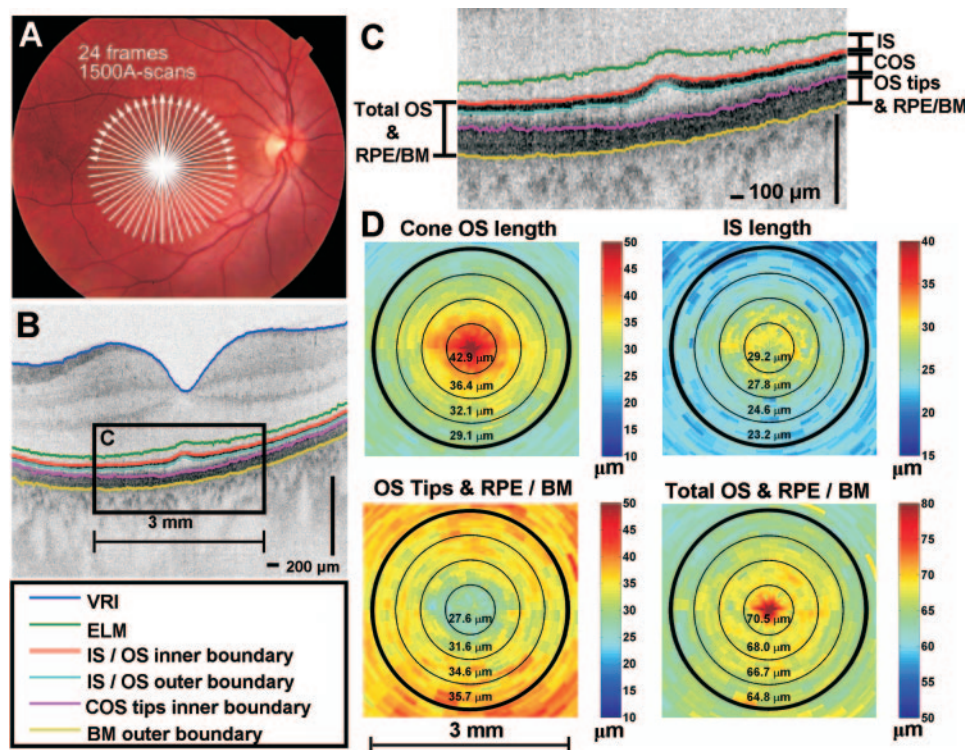 A
24 frames
1500A-scans
B
C
3 mm
200 µm
VRI
ELM
IS / OS inner boundary
IS / OS outer boundary
COS tips inner boundary
BM outer boundary
C
Total OS
&
RPE/BM
IS
COS
OS tips
& RPE/BM
100 µm
D
Cone OS length
42.9 µm
36.4 µm
32.1 µm
29.1 µm
50
45
40
35
30
25
20
15
10
µm
IS length
29.2 µm
27.8 µm
24.6 µm
23.2 µm
40
35
30
25
20
15
µm
OS Tips & RPE / BM
27.6 µm
31.6 µm
34.6 µm
35.7 µm
50
45
40
35
30
25
20
15
10
µm
3 mm
Total OS & RPE / BM
70.5 µm
68.0 µm
66.7 µm
64.8 µm
80
75
70
65
60
55
50
µm